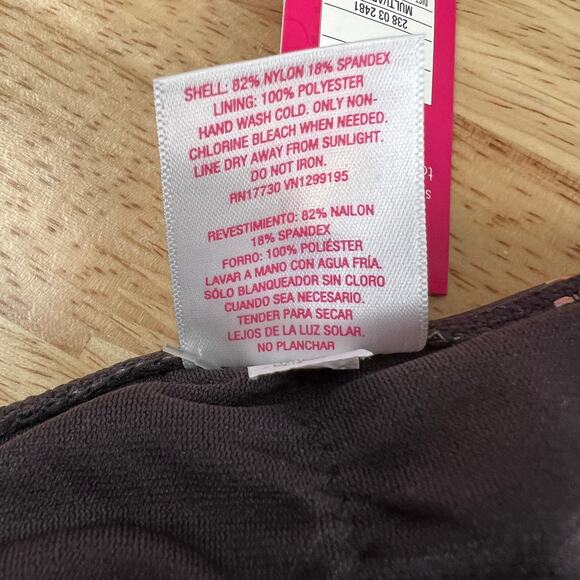 SHELL: 82% NYLON 18% SPANDEX
LINING: 100% POLYESTER
HAND WASH COLD. ONLY NON-
CHLORINE BLEACH WHEN NEEDED.
LINE DRY AWAY FROM SUNLIGHT.
DO NOT IRON.
RN17730 VN1299195
REVESTIMIENTO: 82% NAILON
18% SPANDEX
FORRO: 100% POLIÉSTER
LAVAR A MANO CON AGUA FRÍA.
SÓLO BLANQUEADOR SIN CLORO
CUANDO SEA NECESARIO.
TENDER PARA SECAR
LEJOS DE LA LUZ SOLAR.
NO PLANCHAR
238 03 2481